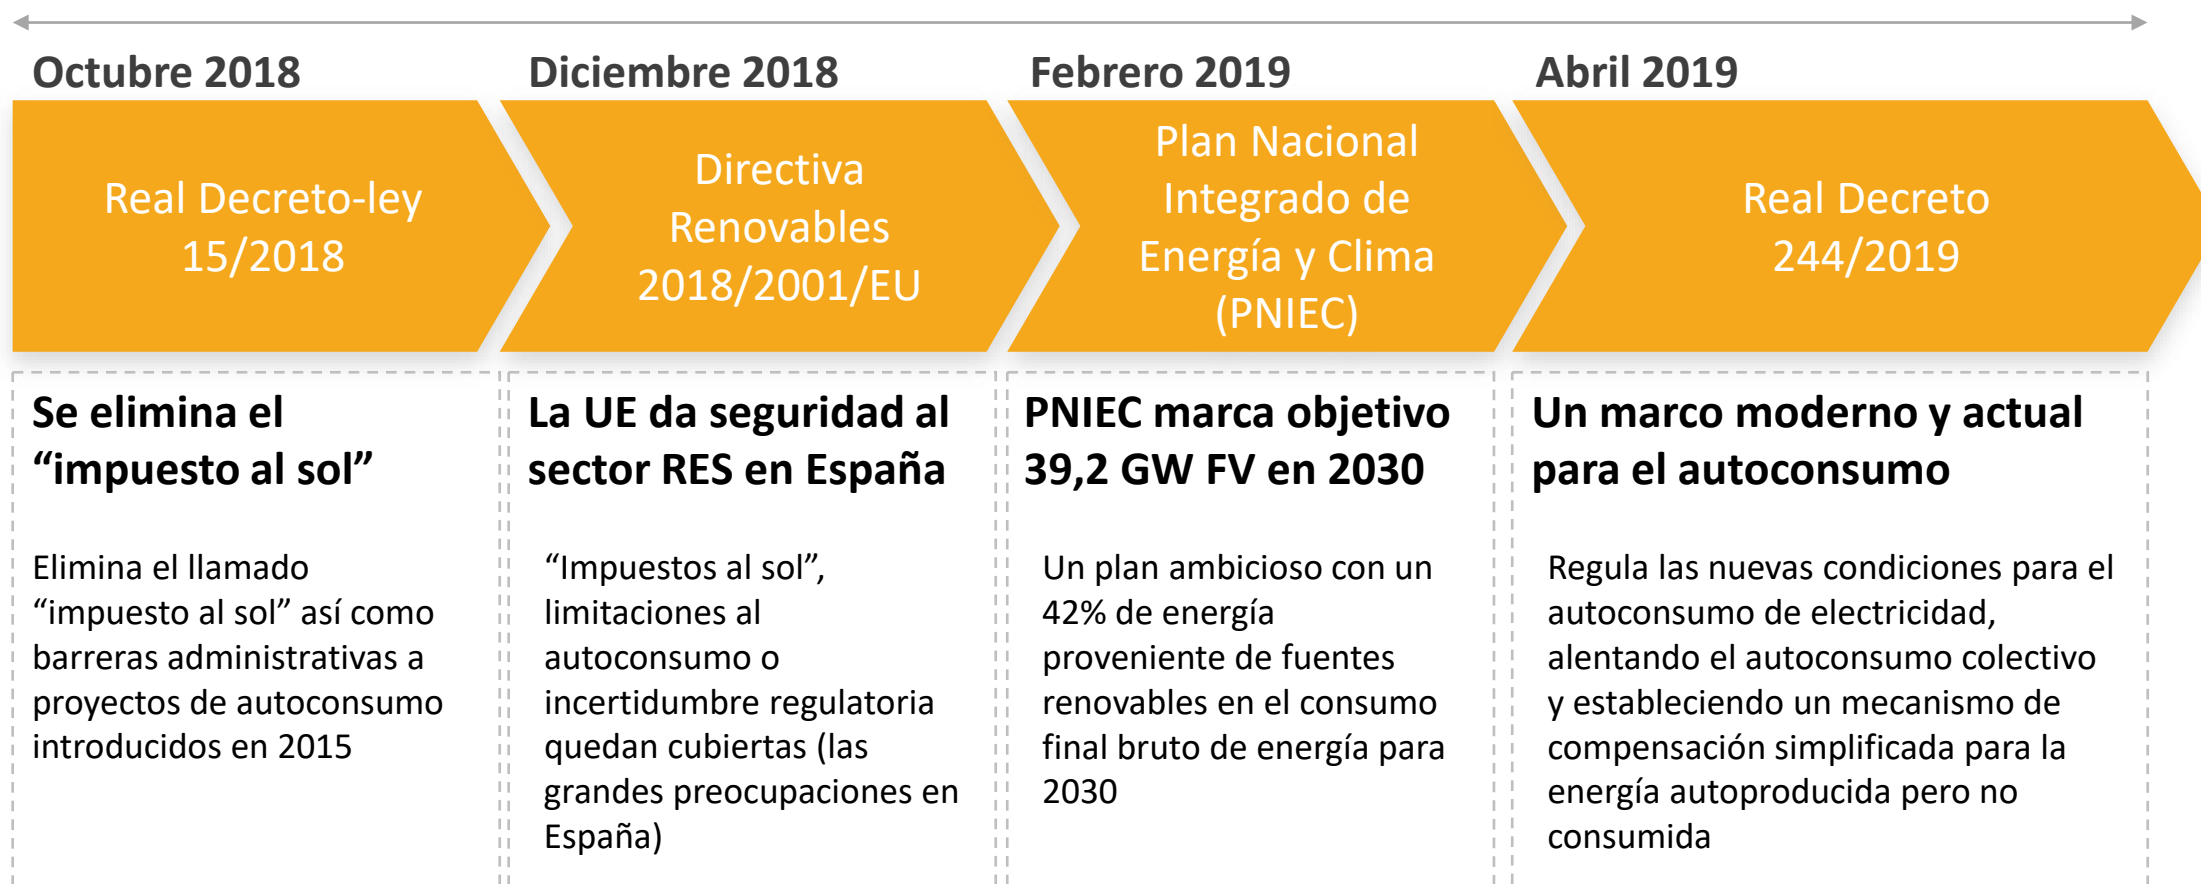 Octubre 2018
Real Decreto-ley
15/2018
Se elimina el
“impuesto al sol”
Elimina el llamado
“impuesto al sol” así como
barreras administrativas a
proyectos de autoconsumo
introducidos en 2015
Diciembre 2018
Directiva
Renovables
2018/2001/EU
La UE da seguridad al
sector RES en España
“Impuestos al sol”,
limitaciones al
autoconsumo o
incertidumbre regulatoria
quedan cubiertas (las
grandes preocupaciones en
España)
Febrero 2019
Plan Nacional
Integrado de
Energía y Clima
(PNIEC)
PNIEC marca objetivo
39,2 GW FV en 2030
Un plan ambicioso con un
42% de energía
proveniente de fuentes
renovables en el consumo
final bruto de energía para
2030
Abril 2019
Real Decreto
244/2019
Un marco moderno y actual
para el autoconsumo
Regula las nuevas condiciones para el
autoconsumo de electricidad,
alentando el autoconsumo colectivo
y estableciendo un mecanismo de
compensación simplificada para la
energía autoproducida pero no
consumida